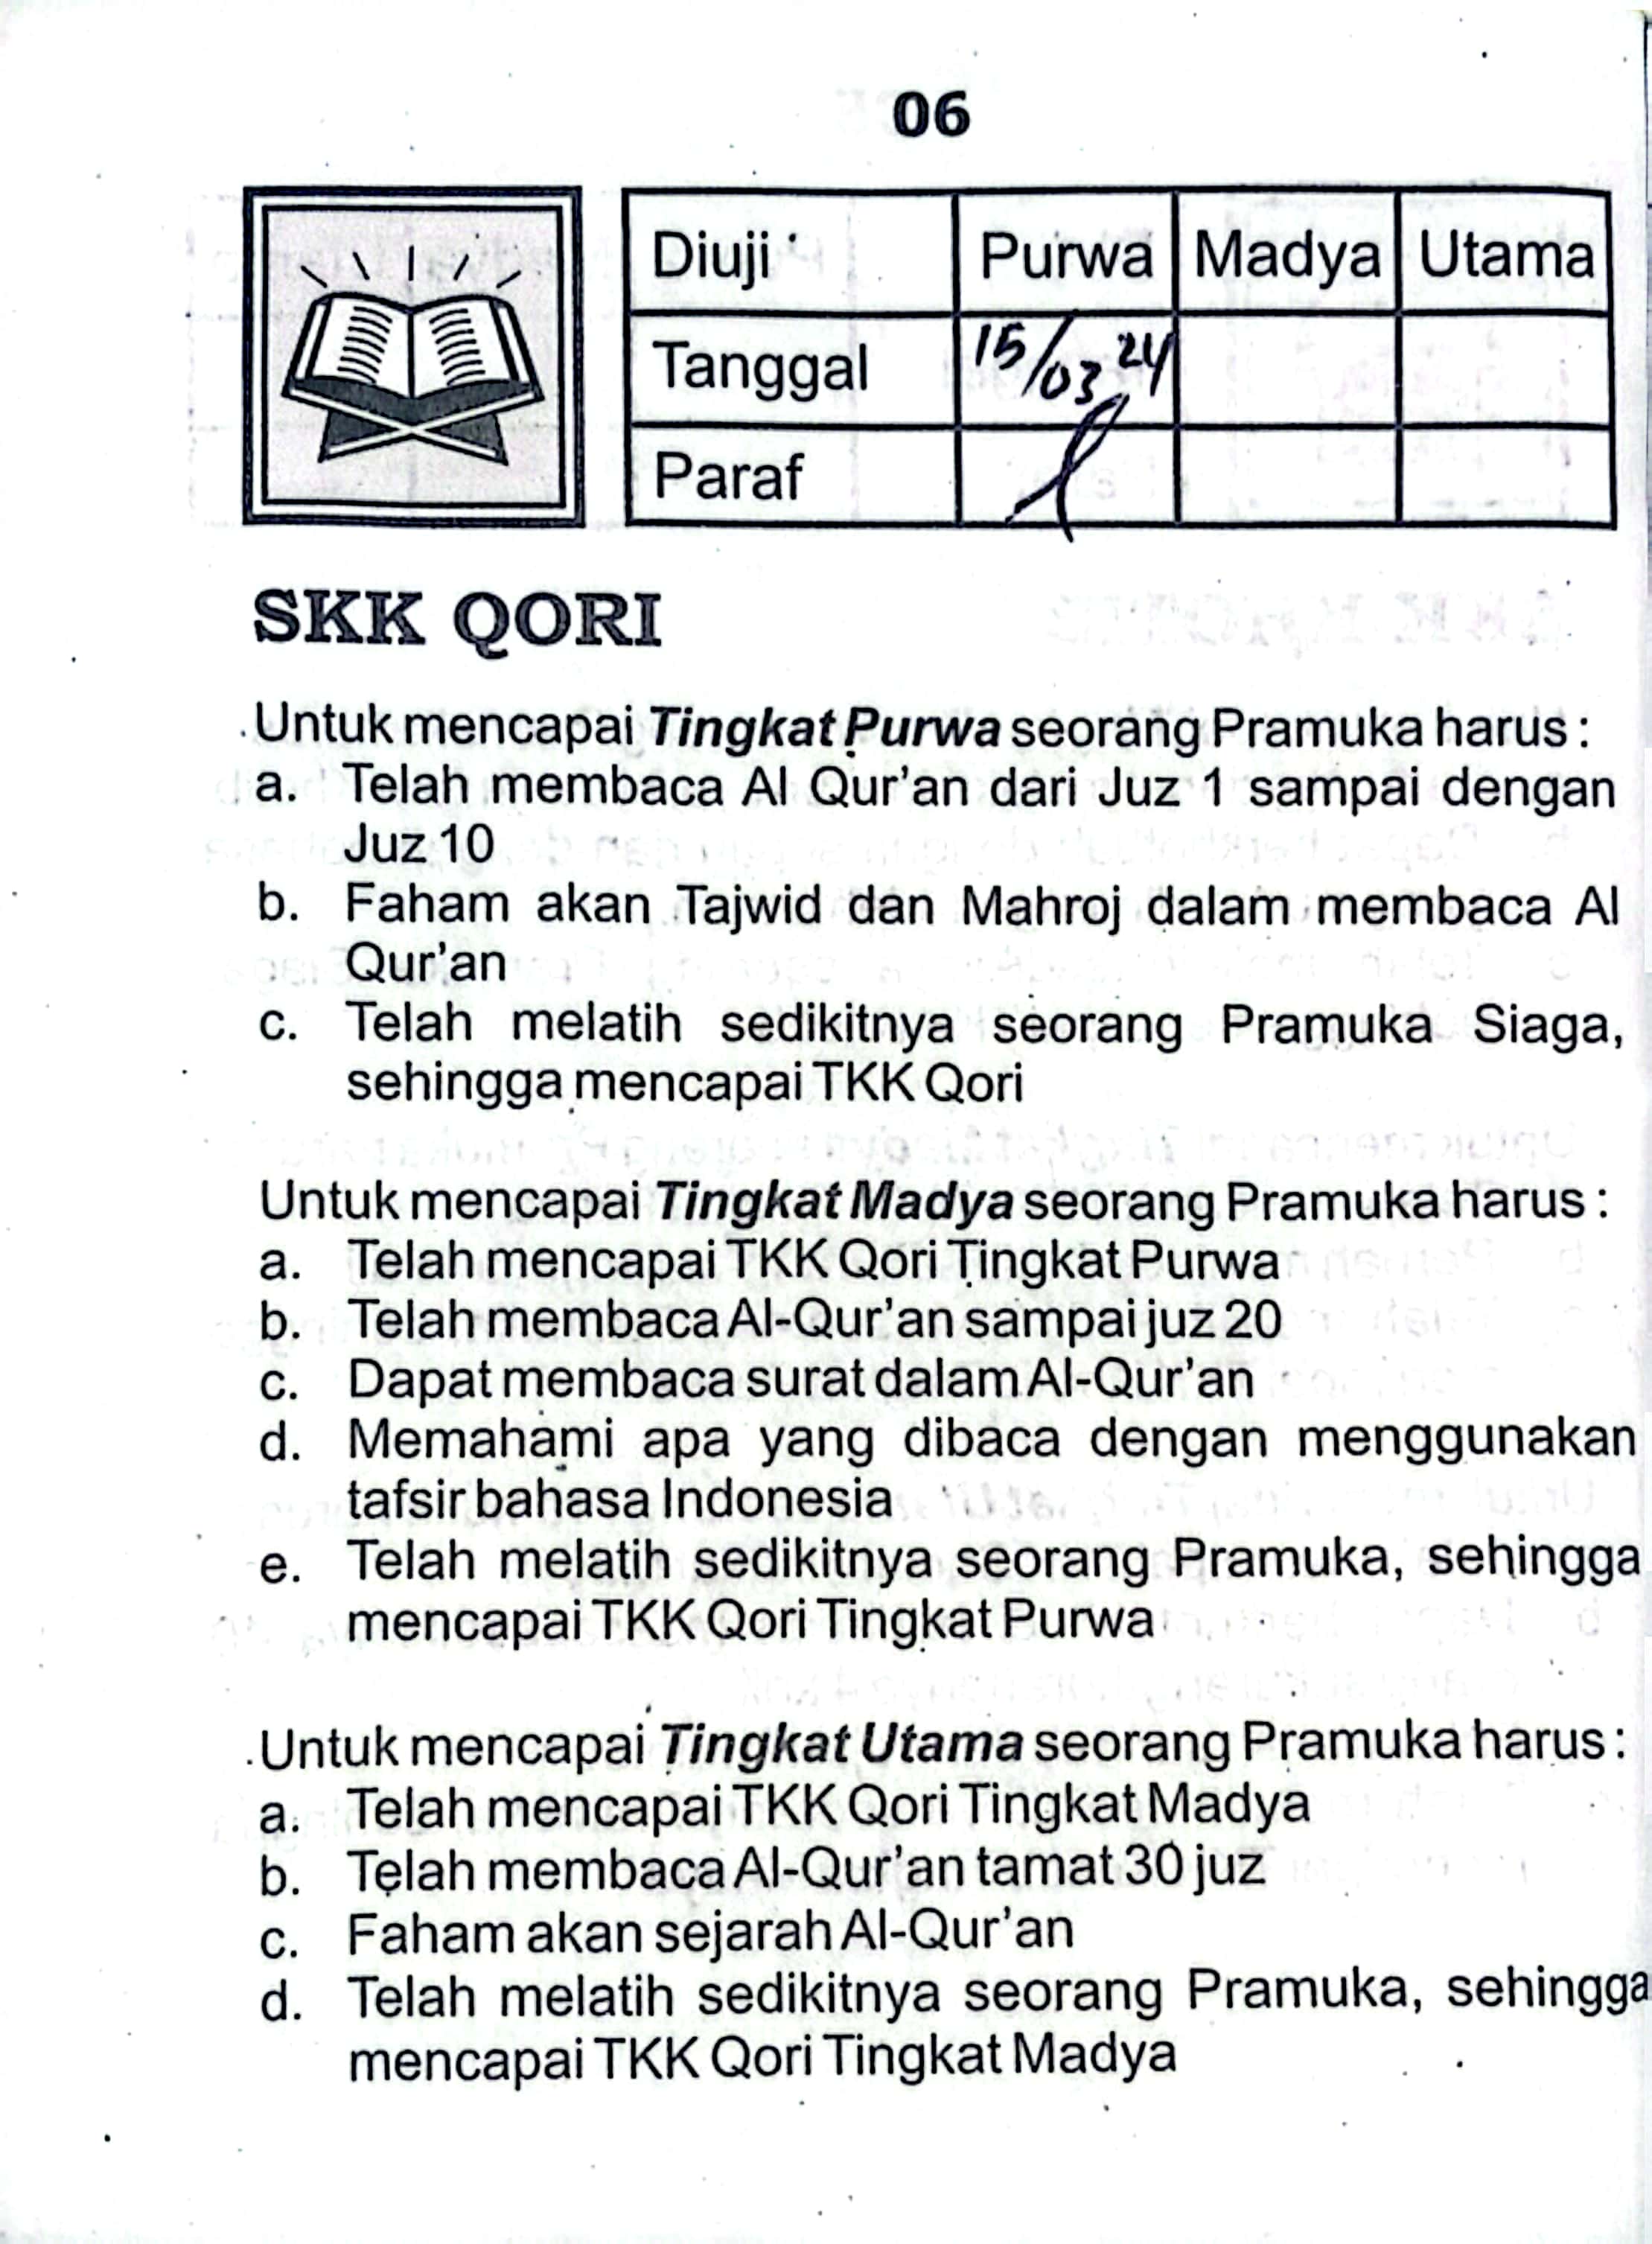 06
Diuji Purwa Madya Utama
Tanggal 15/03 24
Paraf
SKK QORI
Untuk mencapai Tingkat Purwa seorang Pramuka harus :
a. Telah membaca Al Qur'an dari Juz 1 sampai dengan
Juz 10
b. Faham akan Tajwid dan Mahroj dalam membaca Al
Qur'an
c. Telah melatih sedikitnya seorang Pramuka Siaga,
sehingga mencapai TKK Qori
Untuk mencapai Tingkat Madya seorang Pramuka harus :
a. Telah mencapai TKK Qori Tingkat Purwa
b. Telah membaca Al-Qur'an sampai juz 20
c. Dapat membaca surat dalam Al-Qur'an
d. Memahami apa yang dibaca dengan menggunakan
tafsir bahasa Indonesia
e. Telah melatih sedikitnya seorang Pramuka, sehingga
mencapai TKK Qori Tingkat Purwa
Untuk mencapai Tingkat Utama seorang Pramuka harus :
a. Telah mencapai TKK Qori Tingkat Madya
b. Telah membaca Al-Qur'an tamat 30 juz
c. Faham akan sejarah Al-Qur'an
d. Telah melatih sedikitnya seorang Pramuka, sehingga
mencapai TKK Qori Tingkat Madya